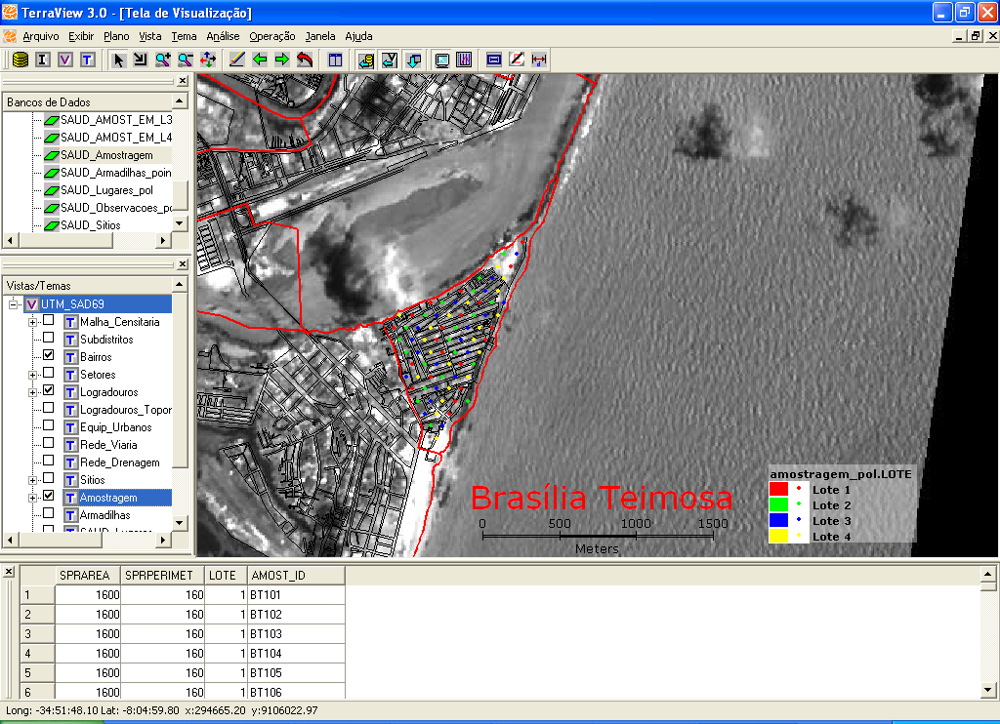 TerraView 3.0 - [Tela de Visualização]
Arquivo Exibir Plano Vista Tema Análise Operação Janela Ajuda
I V T
Bancos de Dados
SAUD_AMOST_EM_L3
SAUD_AMOST_EM_L4
SAUD_Amostragem
SAUD_Armadilhas_poin
SAUD_Lugares_pol
SAUD_Observacoes_po
SAUD_Sitios
Vistas/Temas
V UTM_SAD69
T Malha_Censitaria
T Subdistritos
T Bairros
T Setores
T Logradouros
T Logradouros_Topon
T Equip_Urbanos
T Rede_Viaria
T Rede_Drenagem
T Sitios
T Amostragem
T Armadilhas
Brasília Teimosa
0 500 1000 1500
Meters
amostragem_pol.LOTE
Lote 1
Lote 2
Lote 3
Lote 4
SPRAREA SPRPERIMET LOTE AMOST_ID
1 1600 160 1 BT101
2 1600 160 1 BT102
3 1600 160 1 BT103
4 1600 160 1 BT104
5 1600 160 1 BT105
6 1600 160 1 BT106
Long: -34:51:48.10 Lat: -8:04:59.80 x:294665.20 y:9106022.97